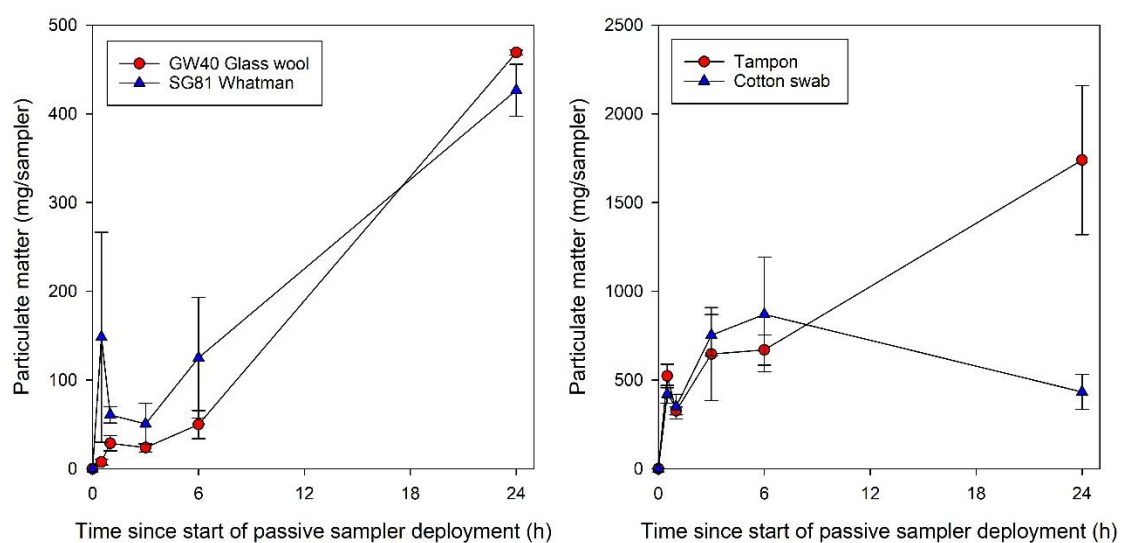 500
400
300
200
100
0
Particulate matter (mg/sampler)
GW40 Glass wool
SG81 Whatman
0 6 12 18 24
Time since start of passive sampler deployment (h)
2500
2000
1500
1000
500
0
Particulate matter (mg/sampler)
Tampon
Cotton swab
0 6 12 18 24
Time since start of passive sampler deployment (h)